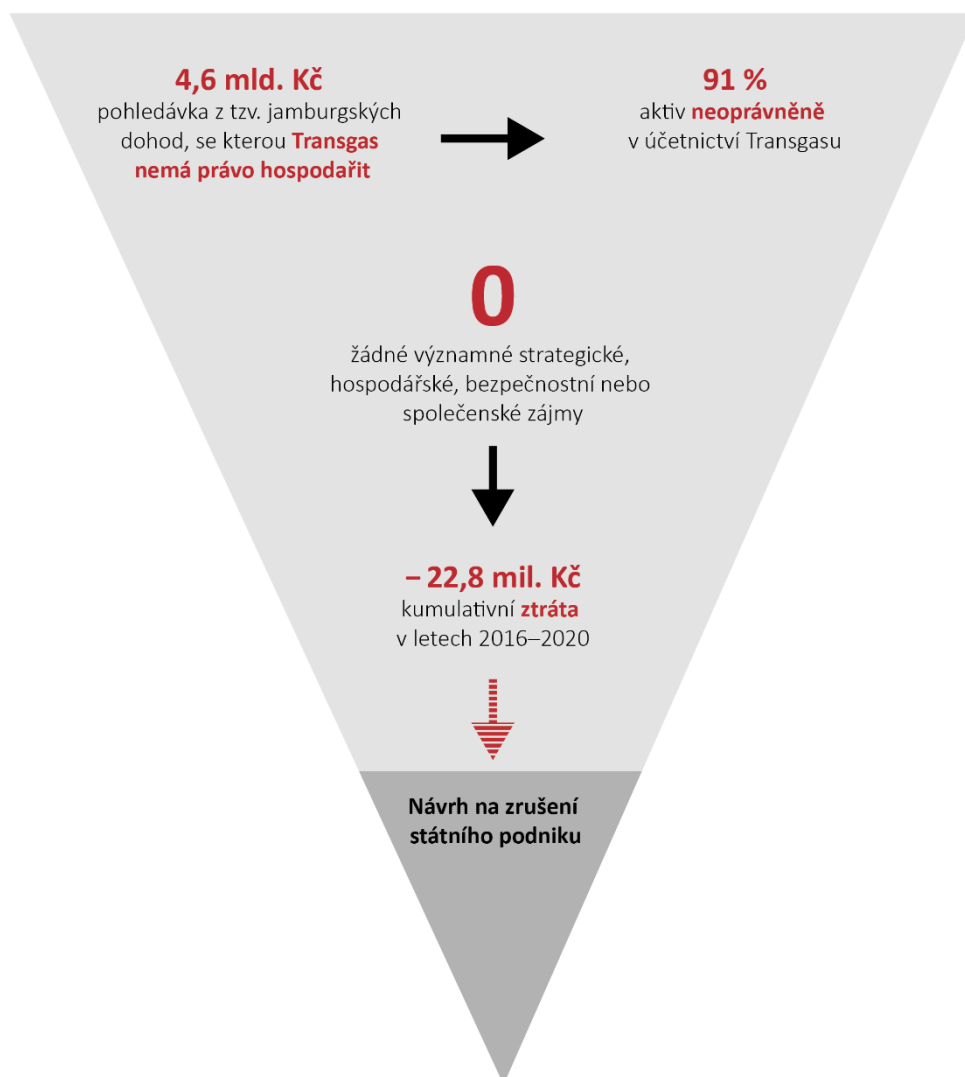 4,6 mld. Kč
pohledávka z tzv. jamburgských
dohod, se kterou Transgas
nemá právo hospodařit
91 %
aktiv neoprávněně
v účetnictví Transgasu
0
žádné významné strategické,
hospodářské, bezpečnostní nebo
společenské zájmy
– 22,8 mil. Kč
kumulativní ztráta
v letech 2016–2020
Návrh na zrušení
státního podniku